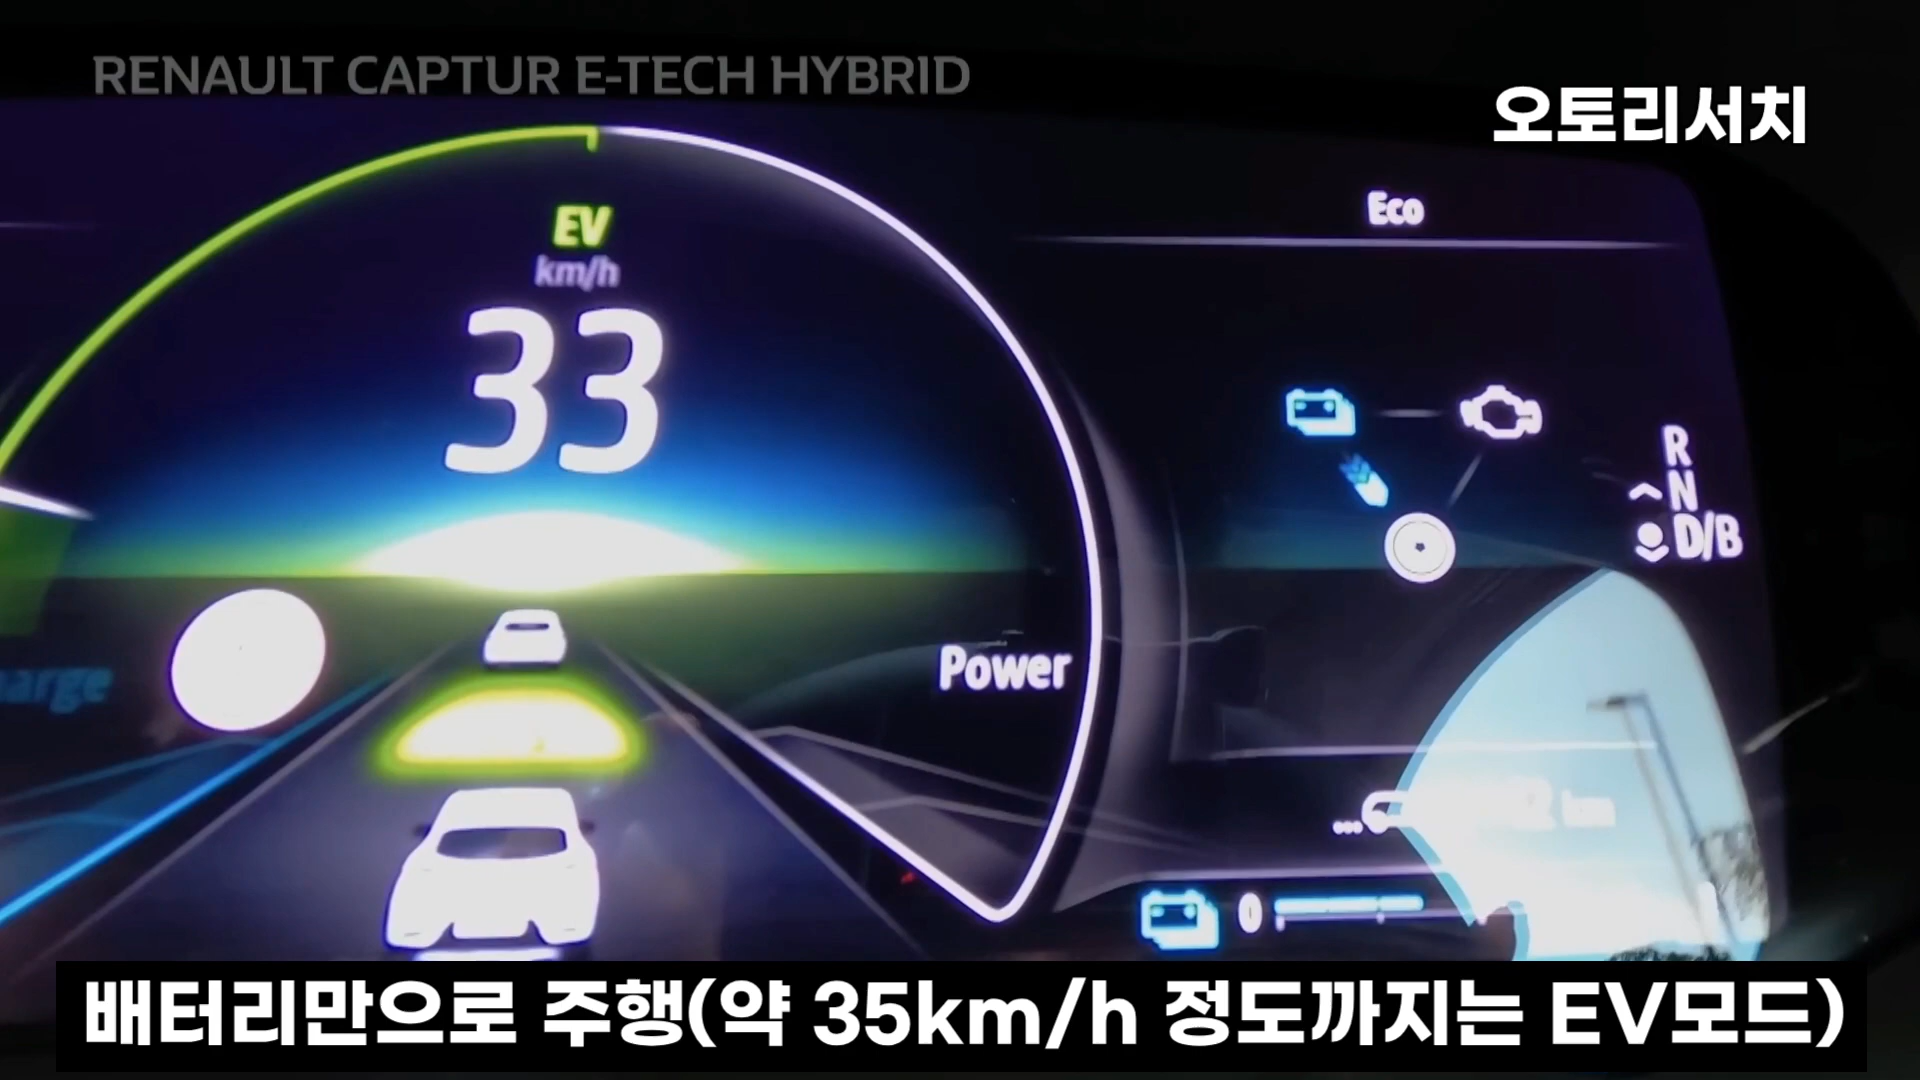 RENAULT CAPTUR E-TECH HYBRID
오토리서치
Eco
EV
km/h
33
R
N
D/B
Power
km
0
배터리만으로 주행(약 35km/h 정도까지는 EV모드)